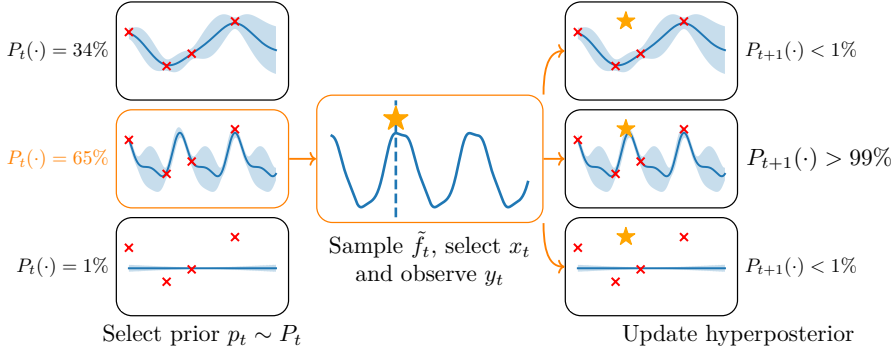 P_t(·) = 34%
P_{t+1}(·) < 1%
P_t(·) = 65%
P_{t+1}(·) > 99%
P_t(·) = 1%
P_{t+1}(·) < 1%
Sample f̃_t, select x_t
and observe y_t
Select prior p_t ∼ P_t
Update hyperposterior